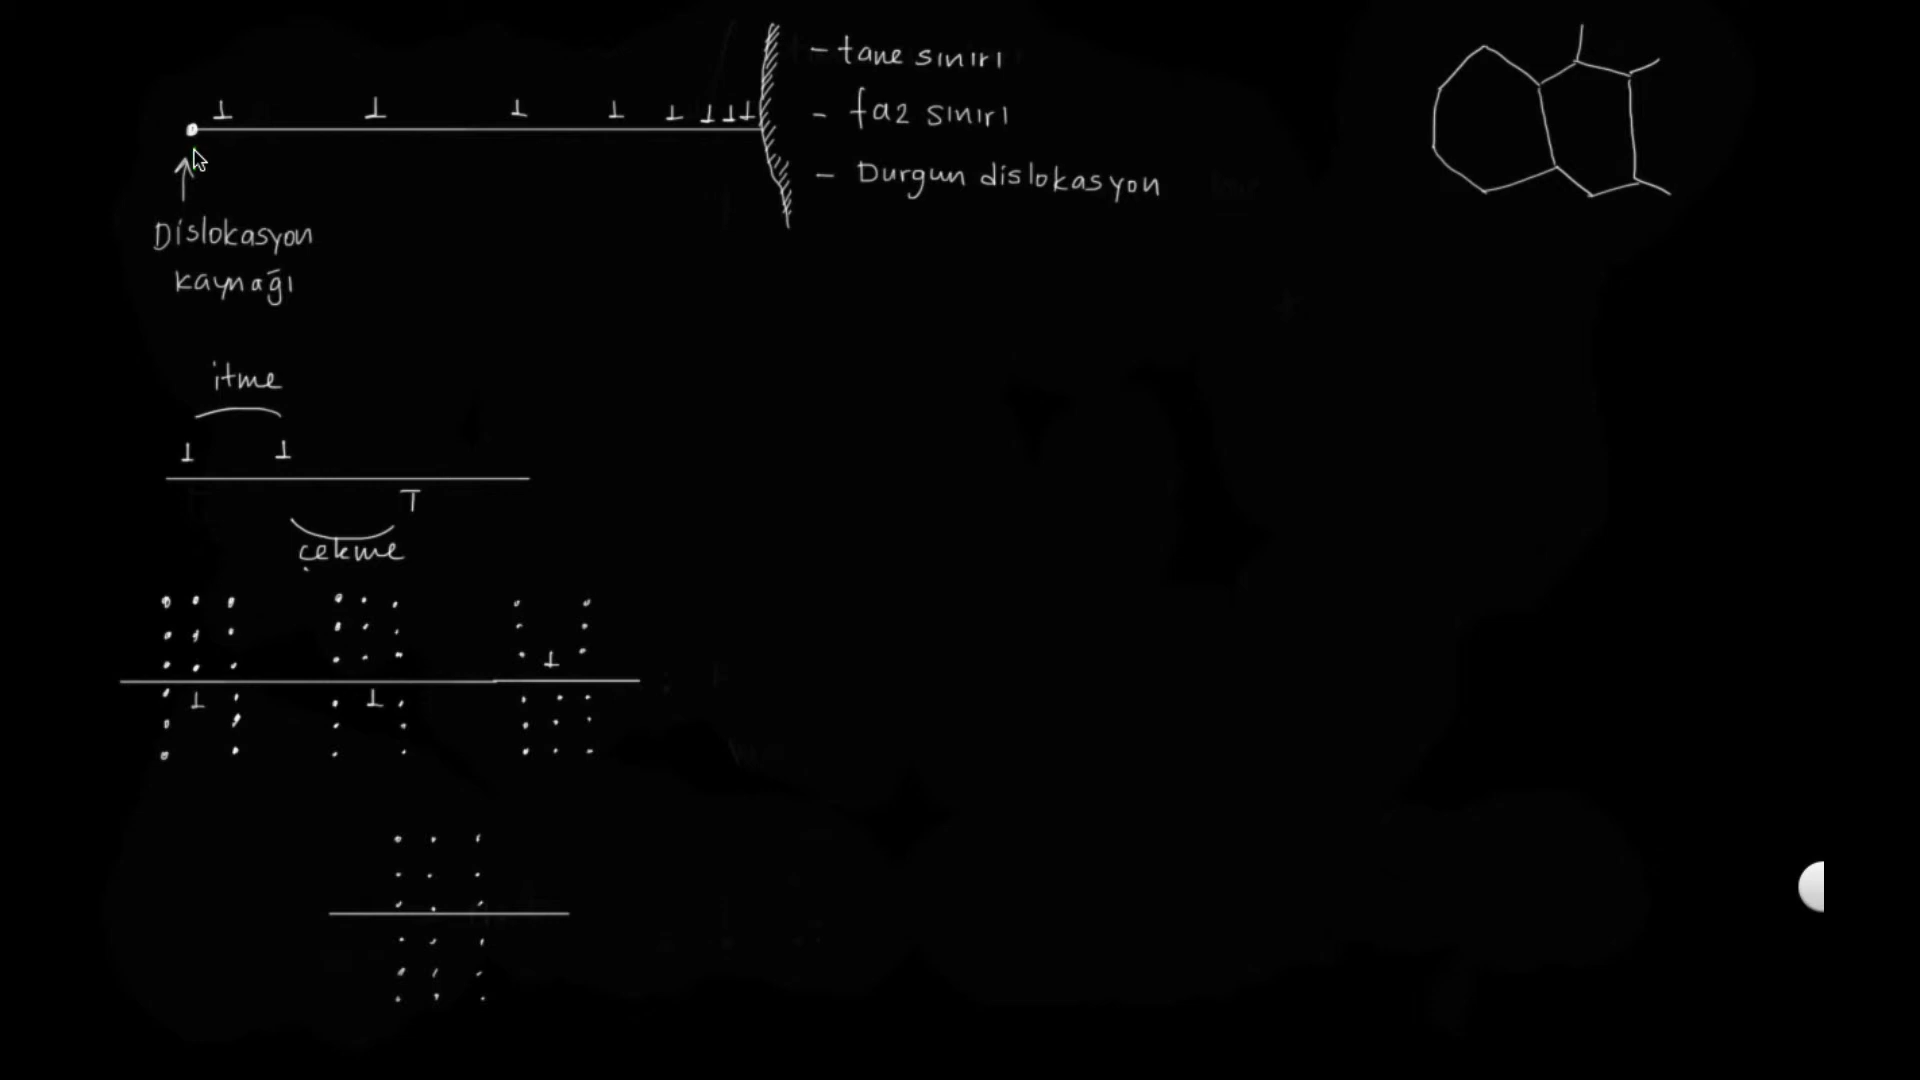 - tane sınırı
- faz sınırı
- Durgun dislokasyon
Dislokasyon
kaynağı
itme
çekme